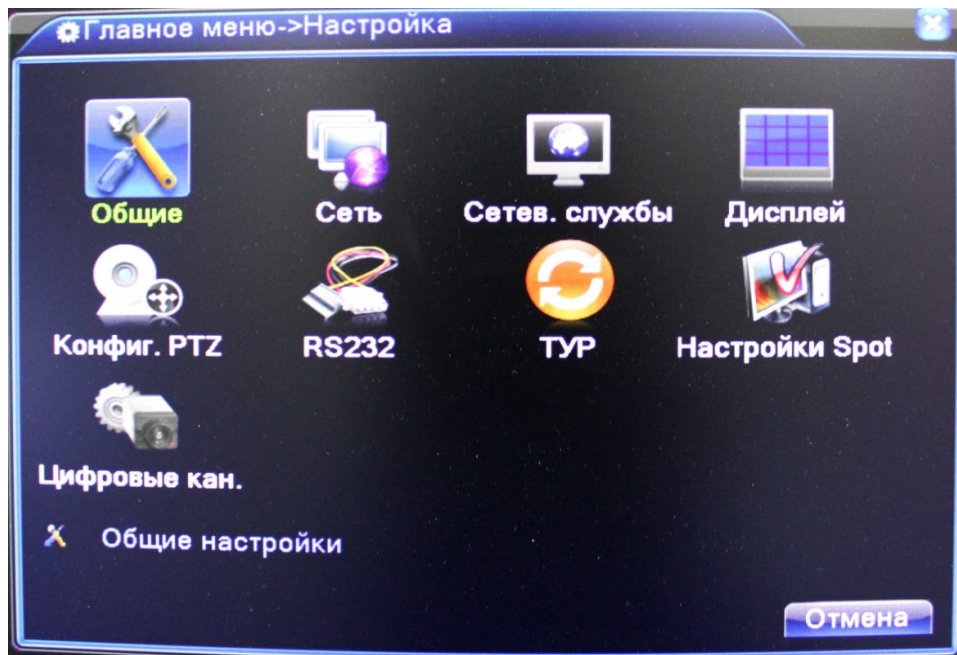 Главное меню->Настройка
Общие Сеть Сетев. службы Дисплей
Конфиг. PTZ RS232 ТУР Настройки Spot
Цифровые кан.
Общие настройки
Отмена